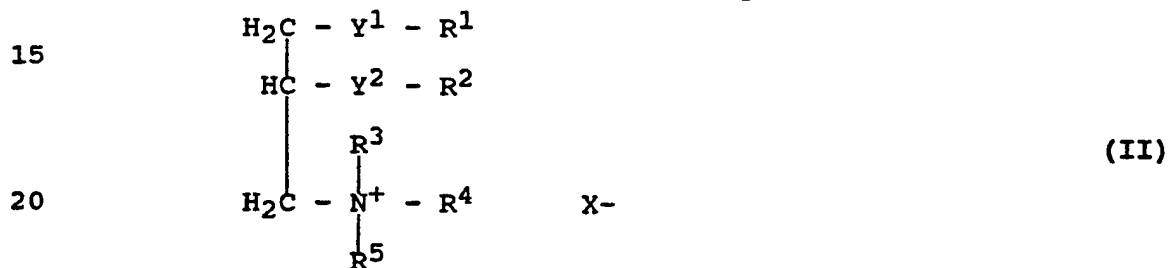 H₂C - Y¹ - R¹
15
HC - Y² - R²
R³
(II)
20 H₂C - N⁺ - R⁴ X-
R⁵